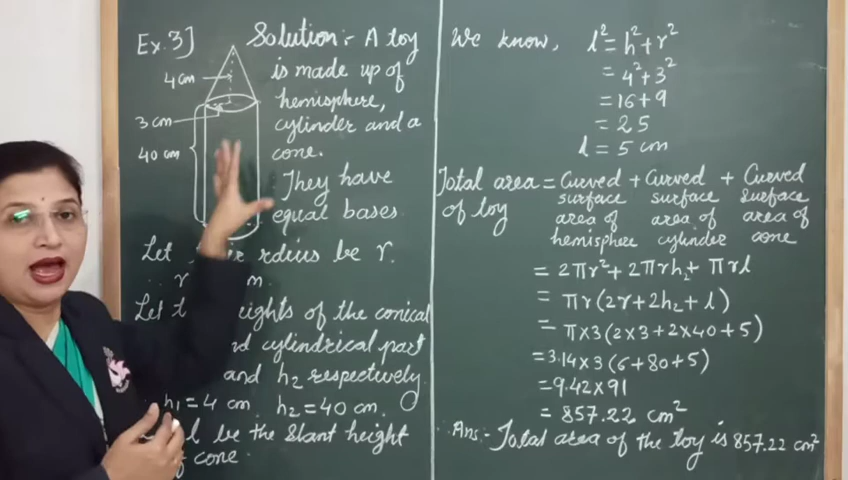 Ex.3]
Solution:- A toy
is made up of
hemisphere,
cylinder and a
cone.
They have
equal bases
4 cm
3 cm
40 cm
Let radius be r.
r m.
Let the heights of the conical
cylindrical part
and h2 respectively.
h1 = 4 cm. h2 = 40 cm.
l be the slant height
cone.
We know, l² = h² + r²
= 4² + 3²
= 16 + 9
= 25
l = 5 cm
Total area of toy = Curved surface area of hemisphere + Curved surface area of cylinder + Curved surface area of cone
= 2πr² + 2πrh2 + πrl
= πr(2r + 2h2 + l)
= π×3(2×3 + 2×40 + 5)
= 3.14×3(6 + 80 + 5)
= 9.42×91
= 857.22 cm²
Ans:- Total area of the toy is 857.22 cm²